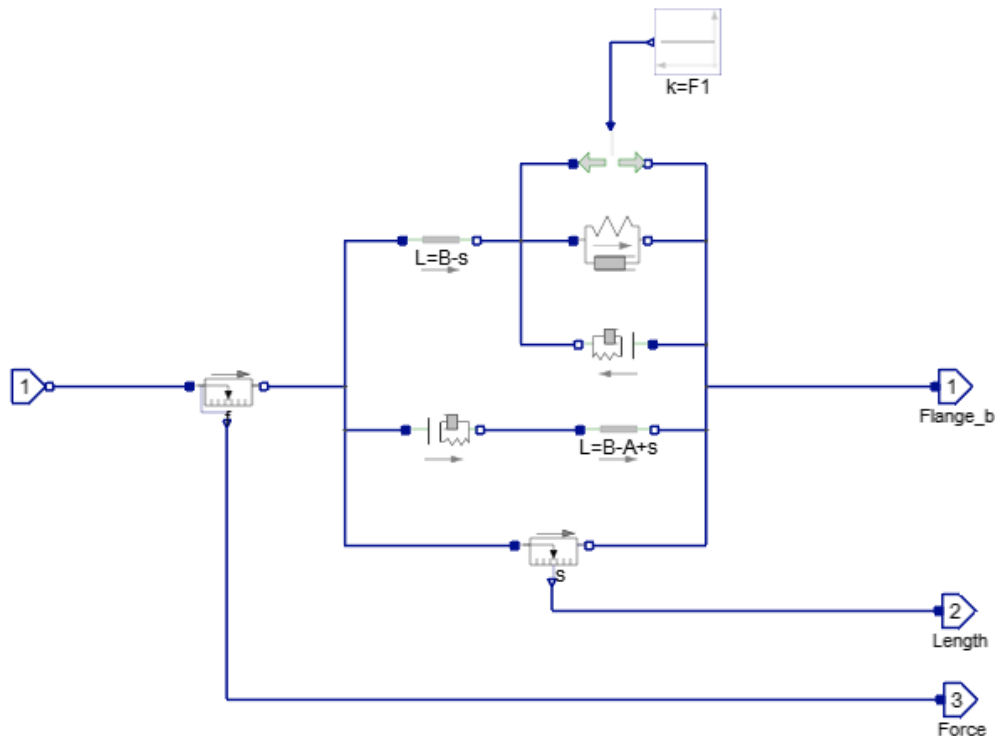 k=F1
L=B-s
1
f
1
Flange_b
L=B-A+s
s
2
Length
3
Force